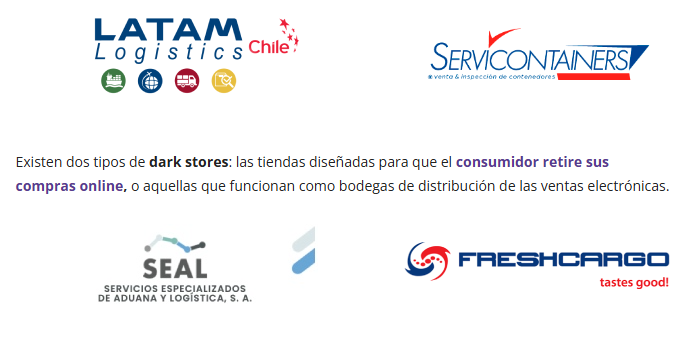 LATAM
Logistics Chile
SERVICONTAINERS
venta & inspección de contenedores
Existen dos tipos de dark stores: las tiendas diseñadas para que el consumidor retire sus
compras online, o aquellas que funcionan como bodegas de distribución de las ventas electrónicas.
SEAL
SERVICIOS ESPECIALIZADOS
DE ADUANA Y LOGÍSTICA, S. A.
FRESHCARGO
tastes good!